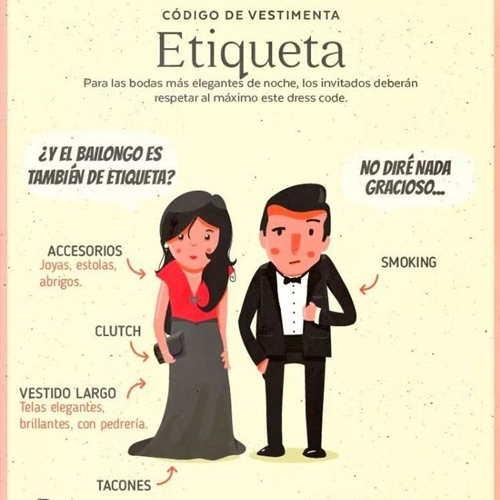 CÓDIGO DE VESTIMENTA
Etiqueta
Para las bodas más elegantes de noche, los invitados deberán
respetar al máximo este dress code.
¿Y EL BAILONGO ES
TAMBIÉN DE ETIQUETA?
NO DIRÉ NADA
GRACIOSO...
ACCESORIOS
Joyas, estolas,
abrigos.
SMOKING
CLUTCH
VESTIDO LARGO
Telas elegantes,
brillantes, con pedrería.
TACONES